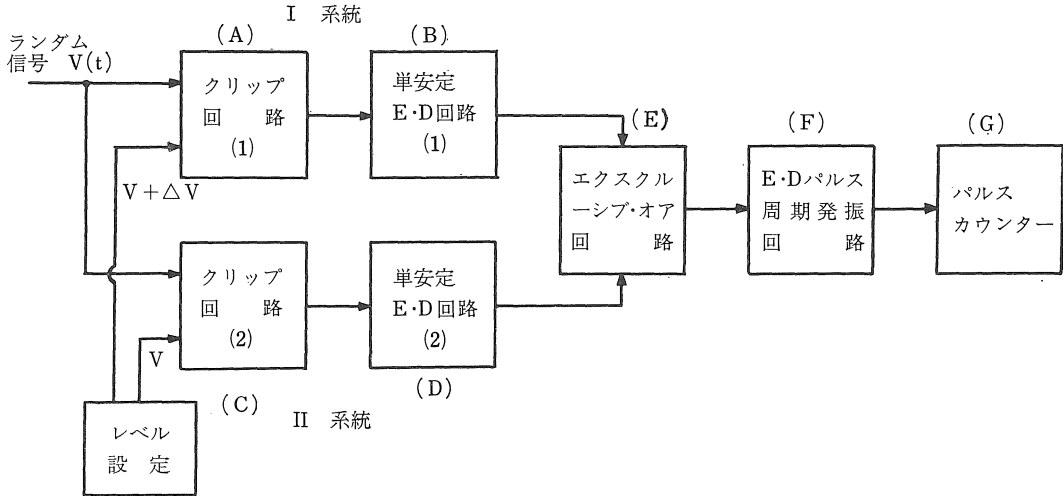 I 系統
ランダム
信号 V(t)
(A)
クリップ
回路
(1)
(B)
単安定
E・D回路
(1)
V+△V
(E)
エクスクル
ーシブ・オア
回路
(F)
E・Dパルス
周期発振
回路
(G)
パルス
カウンター
クリップ
回路
(2)
V
(C)
単安定
E・D回路
(2)
(D)
II 系統
レベル
設定